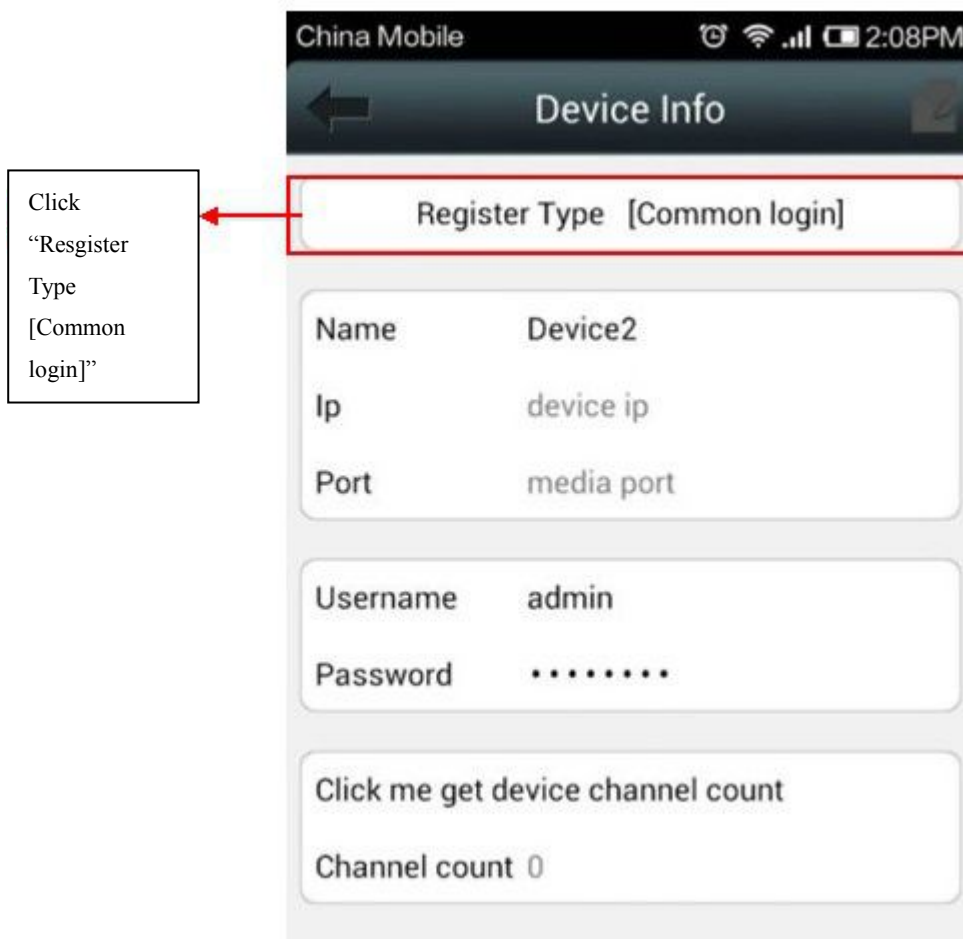 China Mobile 2:08PM
Device Info
Click
“Resgister
Type
[Common
login]”
Register Type [Common login]
Name Device2
Ip device ip
Port media port
Username admin
Password ••••••••
Click me get device channel count
Channel count 0